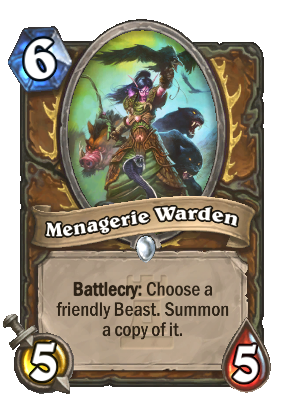 6
Menagerie Warden
Battlecry: Choose a
friendly Beast. Summon
a copy of it.
5 5